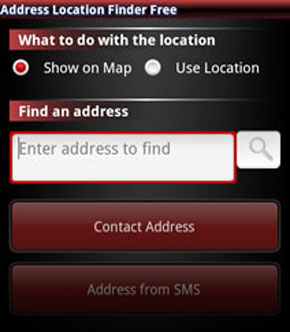 Address Location Finder Free
What to do with the location
Show on Map Use Location
Find an address
Enter address to find
Contact Address
Address from SMS